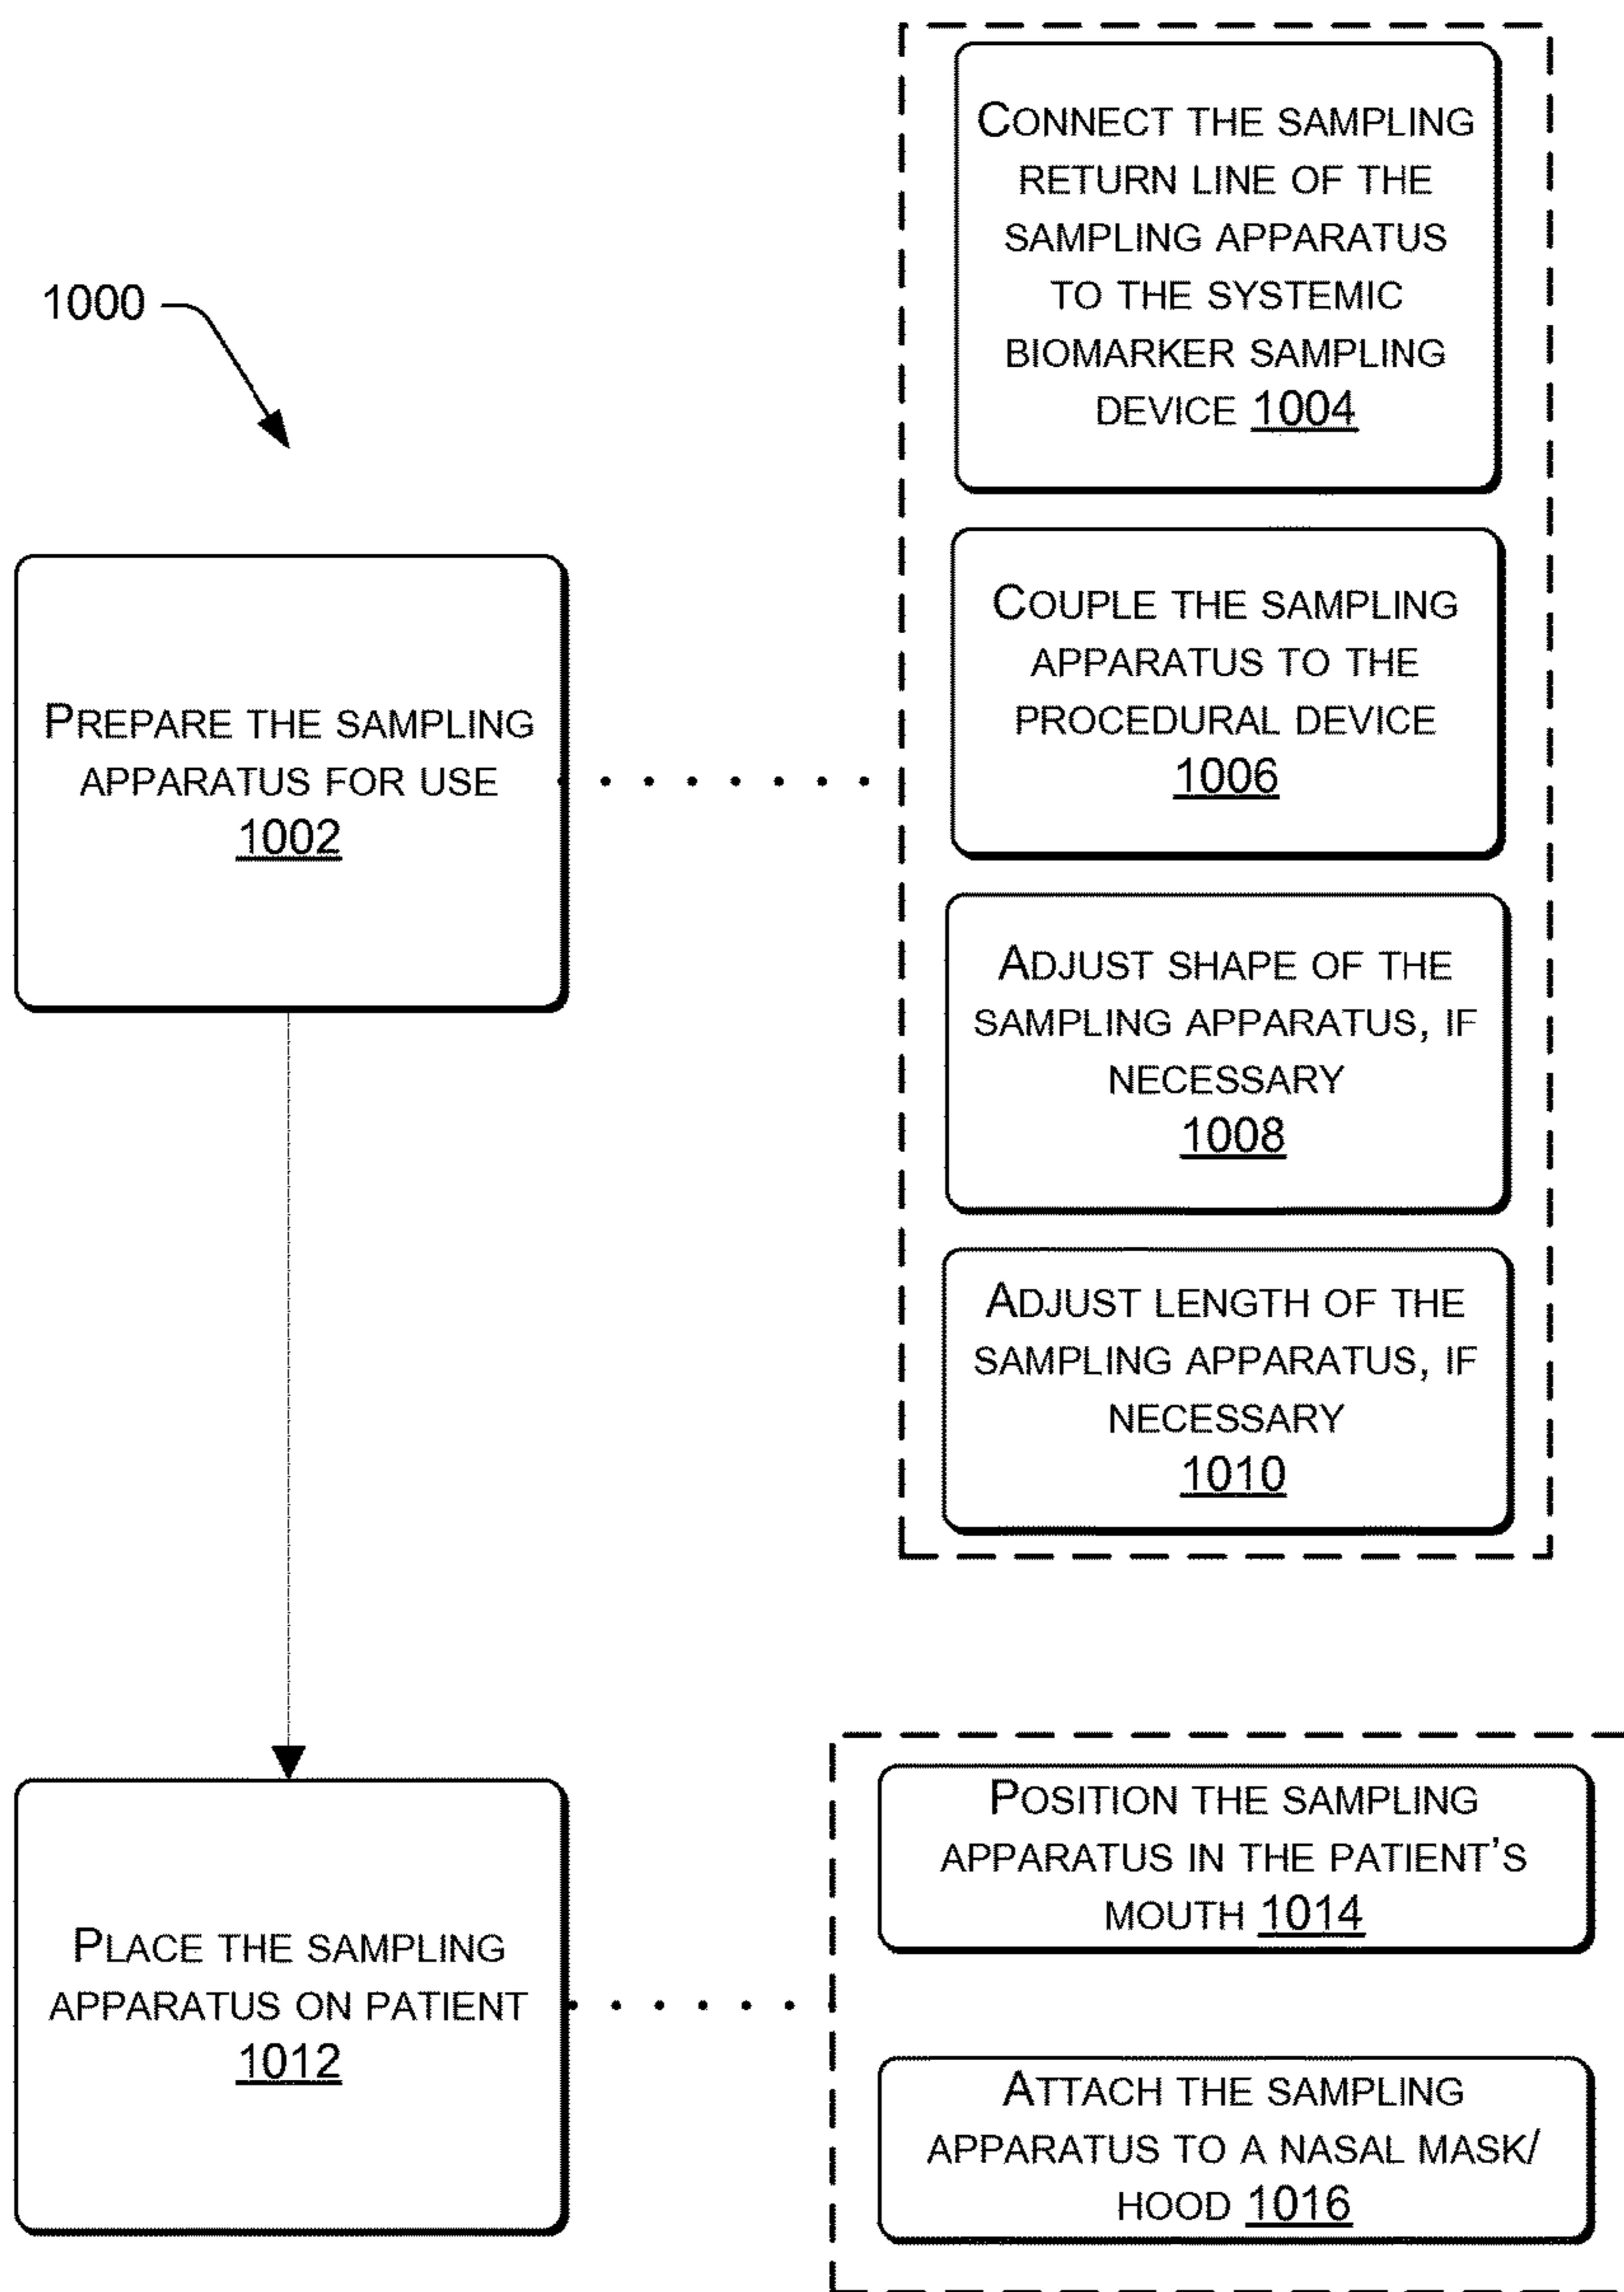 1000
PREPARE THE SAMPLING
APPARATUS FOR USE
1002
CONNECT THE SAMPLING
RETURN LINE OF THE
SAMPLING APPARATUS
TO THE SYSTEMIC
BIOMARKER SAMPLING
DEVICE 1004
COUPLE THE SAMPLING
APPARATUS TO THE
PROCEDURAL DEVICE
1006
ADJUST SHAPE OF THE
SAMPLING APPARATUS, IF
NECESSARY
1008
ADJUST LENGTH OF THE
SAMPLING APPARATUS, IF
NECESSARY
1010
PLACE THE SAMPLING
APPARATUS ON PATIENT
1012
POSITION THE SAMPLING
APPARATUS IN THE PATIENT'S
MOUTH 1014
ATTACH THE SAMPLING
APPARATUS TO A NASAL MASK/
HOOD 1016